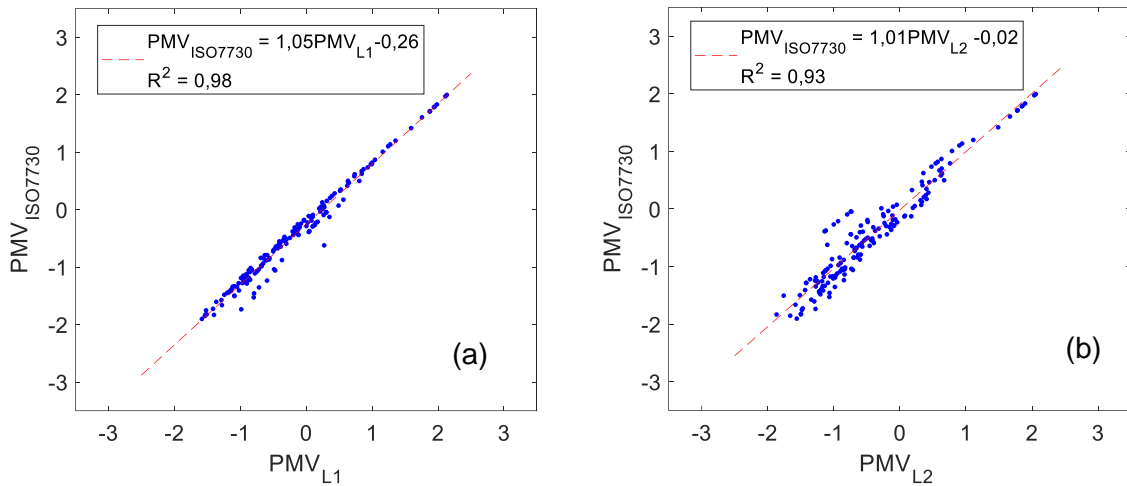 PMV_ISO7730 = 1,05PMV_L1-0,26
R^2 = 0,98
3
2
1
0
-1
-2
-3
PMV_ISO7730
(a)
-3 -2 -1 0 1 2 3
PMV_L1
PMV_ISO7730 = 1,01PMV_L2 -0,02
R^2 = 0,93
3
2
1
0
-1
-2
-3
PMV_ISO7730
(b)
-3 -2 -1 0 1 2 3
PMV_L2